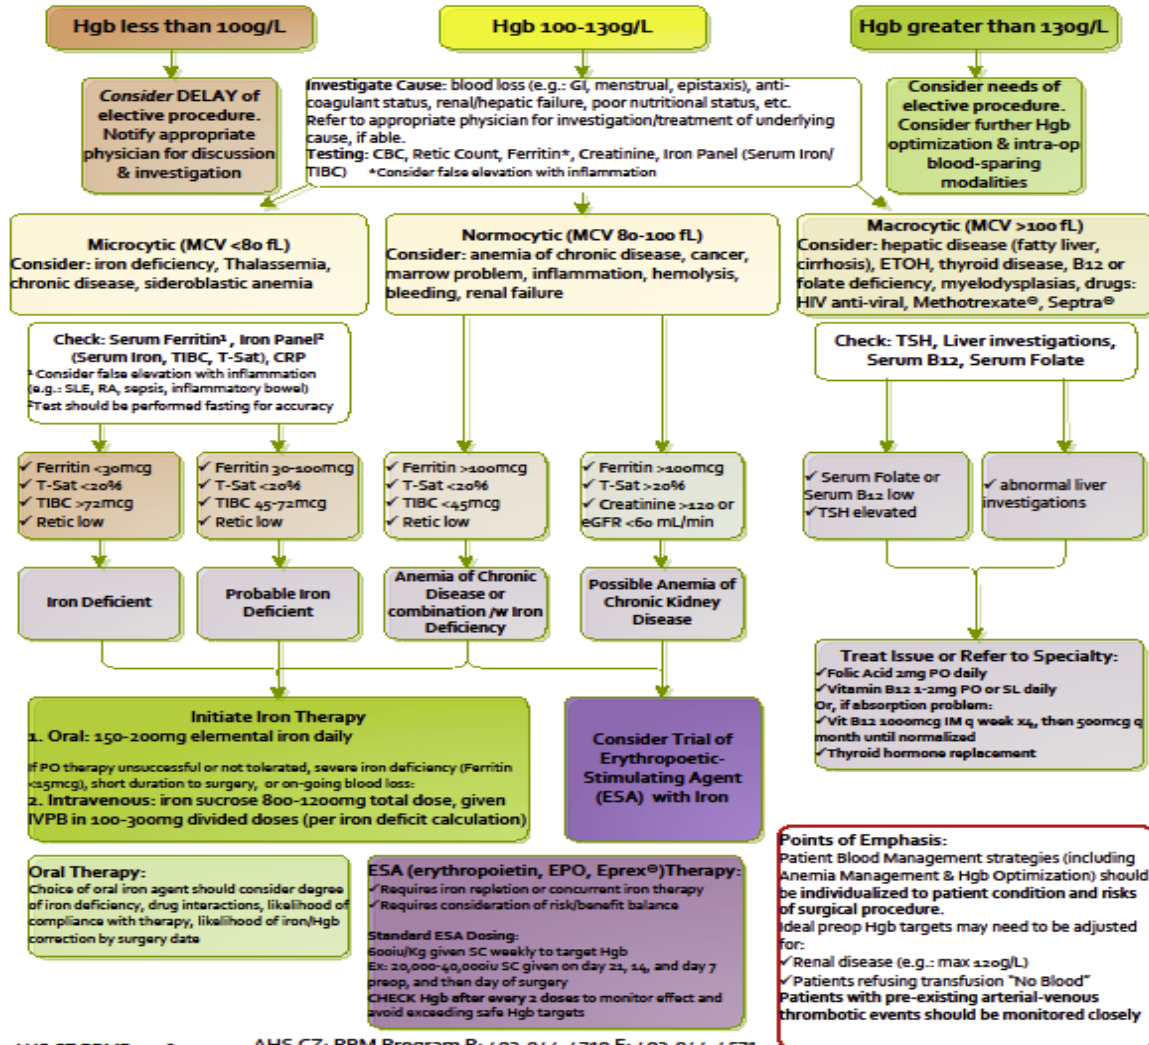 Hgb less than 100g/L
Hgb 100-130g/L
Hgb greater than 130g/L
Consider DELAY of
elective procedure.
Notify appropriate
physician for discussion
& investigation
Investigate Cause: blood loss (e.g.: GI, menstrual, epistaxis), anti-
coagulant status, renal/hepatic failure, poor nutritional status, etc.
Refer to appropriate physician for investigation/treatment of underlying
cause, if able.
Testing: CBC, Retic Count, Ferritin*, Creatinine, Iron Panel (Serum Iron/
TIBC) *Consider false elevation with inflammation
Consider needs of
elective procedure.
Consider further Hgb
optimization & intra-op
blood-sparing
modalities
Microcytic (MCV <80 fL)
Consider: iron deficiency, Thalassemia,
chronic disease, sideroblastic anemia
Normocytic (MCV 80-100 fL)
Consider: anemia of chronic disease, cancer,
marrow problem, inflammation, hemolysis,
bleeding, renal failure
Macrocytic (MCV >100 fL)
Consider: hepatic disease (fatty liver,
cirrhosis), ETOH, thyroid disease, B12 or
folate deficiency, myelodysplasias, drugs:
HIV anti-viral, Methotrexate®, Septra®
Check: Serum Ferritin¹ , Iron Panel²
(Serum Iron, TIBC, T-Sat), CRP
¹ Consider false elevation with inflammation
(e.g.: SLE, RA, sepsis, inflammatory bowel)
²Test should be performed fasting for accuracy
Check: TSH, Liver investigations,
Serum B12, Serum Folate
✓ Ferritin <30mcg
✓ T-Sat <20%
✓ TIBC >72mcg
✓ Retic low
✓ Ferritin 30-100mcg
✓ T-Sat <20%
✓ TIBC 45-72mcg
✓ Retic low
✓ Ferritin >100mcg
✓ T-Sat <20%
✓ TIBC <45mcg
✓ Retic low
✓ Ferritin >100mcg
✓ T-Sat >20%
✓ Creatinine >120 or
eGFR <60 mL/min
✓ Serum Folate or
Serum B12 low
✓TSH elevated
✓ abnormal liver
investigations
Iron Deficient
Probable Iron
Deficient
Anemia of Chronic
Disease or
combination /w Iron
Deficiency
Possible Anemia of
Chronic Kidney
Disease
Treat Issue or Refer to Specialty:
✓Folic Acid 2mg PO daily
✓Vitamin B12 1-2mg PO or SL daily
Or, if absorption problem:
✓Vit B12 1000mcg IM q week x4, then 500mcg q
month until normalized
✓Thyroid hormone replacement
Initiate Iron Therapy
1. Oral: 150-200mg elemental iron daily
If PO therapy unsuccessful or not tolerated, severe iron deficiency (Ferritin
<15mcg), short duration to surgery, or on-going blood loss:
2. Intravenous: iron sucrose 800-1200mg total dose, given
IVPB in 100-300mg divided doses (per iron deficit calculation)
Consider Trial of
Erythropoetic-
Stimulating Agent
(ESA) with Iron
Oral Therapy:
Choice of oral iron agent should consider degree
of iron deficiency, drug interactions, likelihood of
compliance with therapy, likelihood of iron/Hgb
correction by surgery date
ESA (erythropoietin, EPO, Eprex®)Therapy:
✓Requires iron repletion or concurrent iron therapy
✓Requires consideration of risk/benefit balance
Standard ESA Dosing:
600iu/Kg given SC weekly to target Hgb
Ex: 20,000-40,000iu SC given on day 21, 14, and day 7
preop, and then day of surgery
CHECK Hgb after every 2 doses to monitor effect and
avoid exceeding safe Hgb targets
Points of Emphasis:
Patient Blood Management strategies (including
Anemia Management & Hgb Optimization) should
be individualized to patient condition and risks
of surgical procedure.
Ideal preop Hgb targets may need to be adjusted
for:
✓Renal disease (e.g.: max 120g/L)
✓Patients refusing transfusion "No Blood"
Patients with pre-existing arterial-venous
thrombotic events should be monitored closely